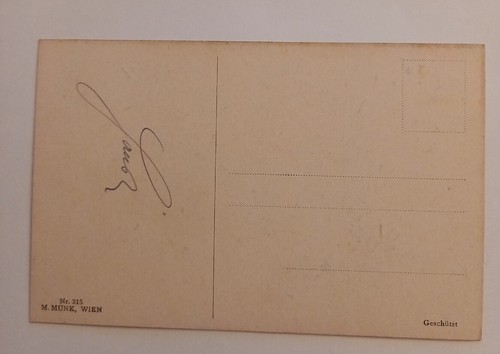 Nr. 315
M. MUNK, WIEN
Geschützt